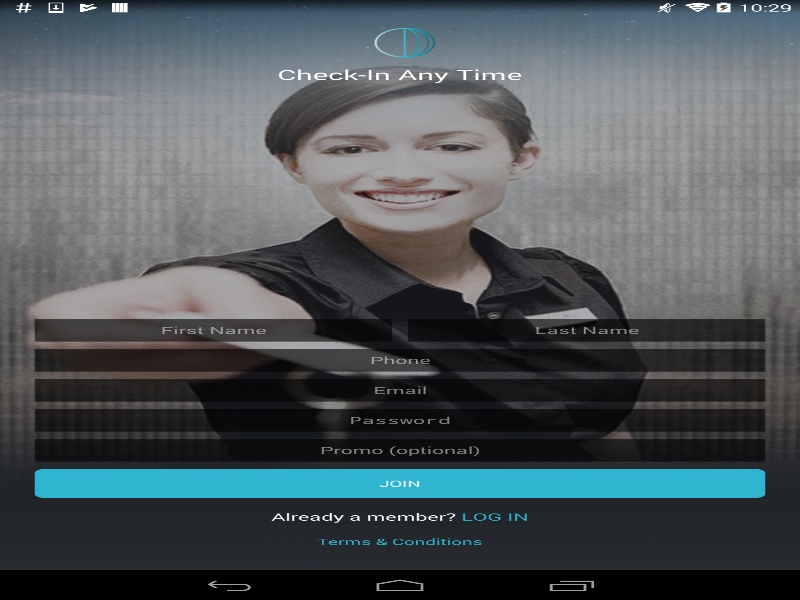 10:29
Check-In Any Time
First Name Last Name
Phone
Email
Password
Promo (optional)
JOIN
Already a member? LOG IN
Terms & Conditions